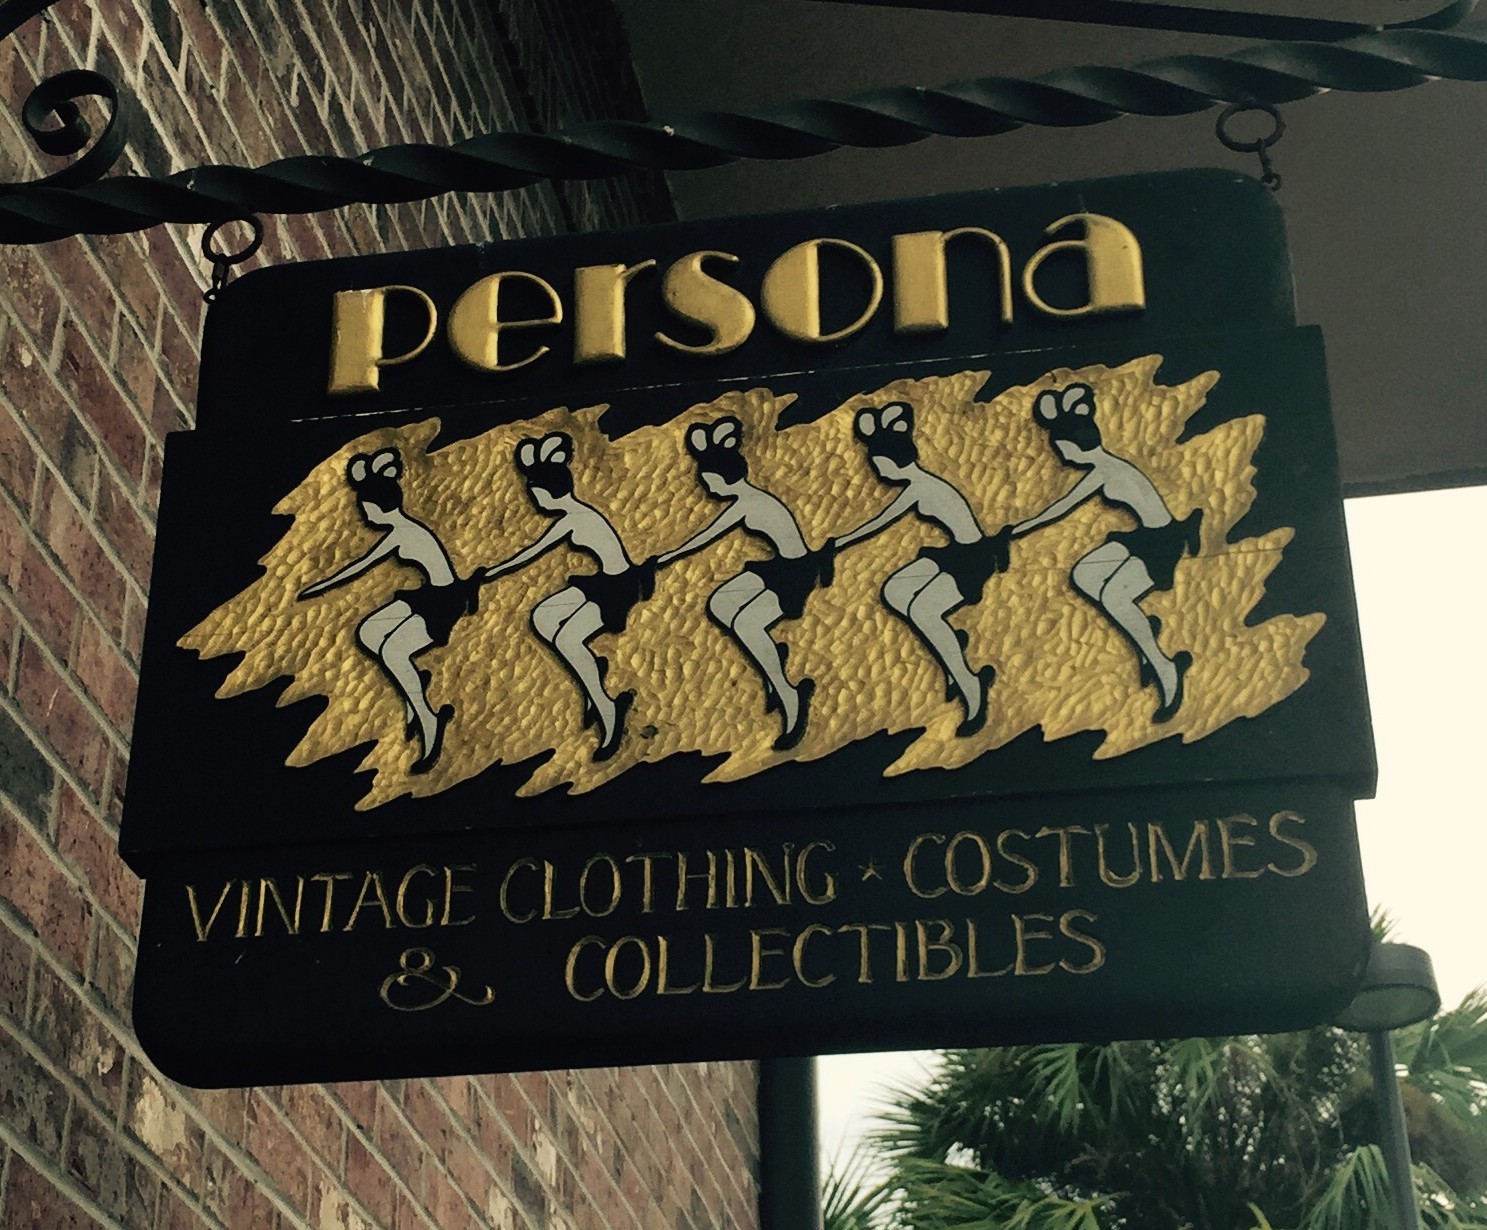 persona
VINTAGE CLOTHING * COSTUMES
& COLLECTIBLES